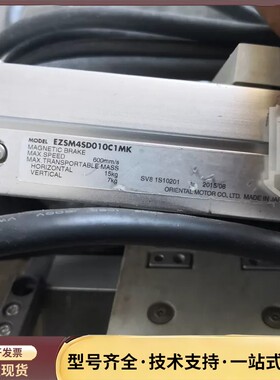 MODEL EZSM4SD010C1MK
MAGNETIC BRAKE
MAX. SPEED 600mm/s
MAX. TRANSPORTABLE MASS
HORIZONTAL 15kg
VERTICAL 7kg
SV8 1S10201 2015/08
ORIENTAL MOTOR CO., LTD. MADE IN JAPAN
开发票
现货
型号齐全·技术支持·一站式